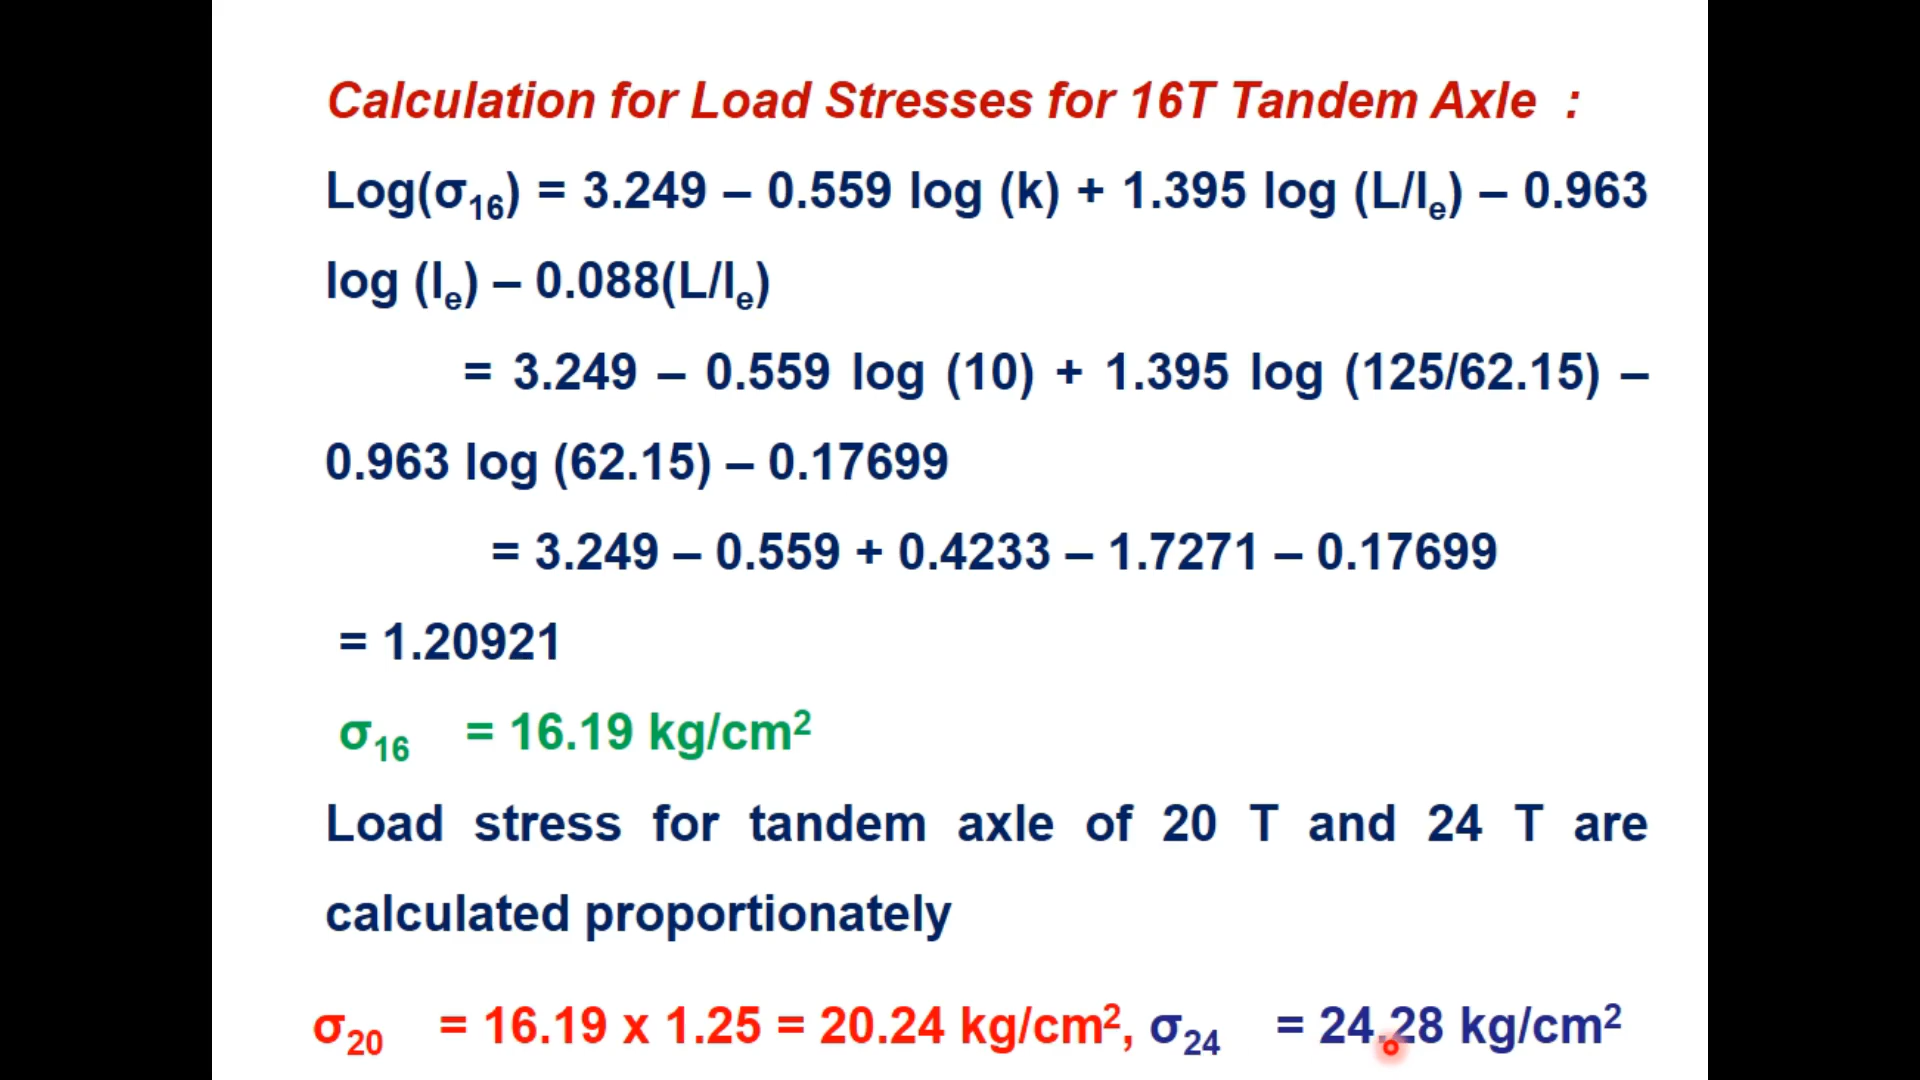 Calculation for Load Stresses for 16T Tandem Axle :
Log(σ₁₆) = 3.249 – 0.559 log (k) + 1.395 log (L/lₑ) – 0.963
log (lₑ) – 0.088(L/lₑ)
= 3.249 – 0.559 log (10) + 1.395 log (125/62.15) –
0.963 log (62.15) – 0.17699
= 3.249 – 0.559 + 0.4233 – 1.7271 – 0.17699
= 1.20921
σ₁₆ = 16.19 kg/cm²
Load stress for tandem axle of 20 T and 24 T are
calculated proportionately
σ₂₀ = 16.19 x 1.25 = 20.24 kg/cm², σ₂₄ = 24.28 kg/cm²